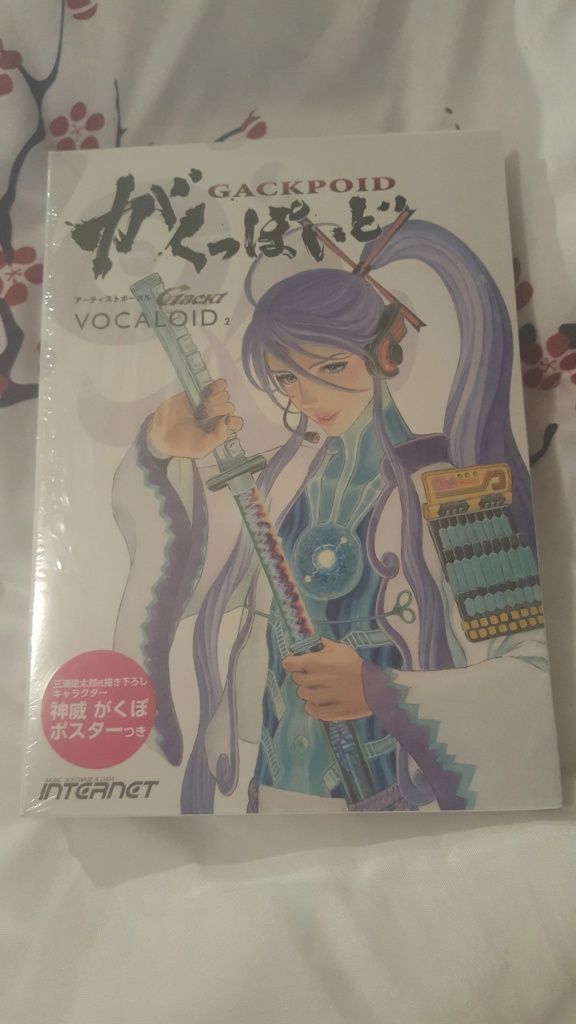 GACKPOID
がくっぽいど
アーティストボーカル Gackt
VOCALOID 2
三浦建太郎氏描き下ろし
キャラクター
神威 がくぽ
ポスターつき
MUSIC SOFTWARE & DATA
INTERNET